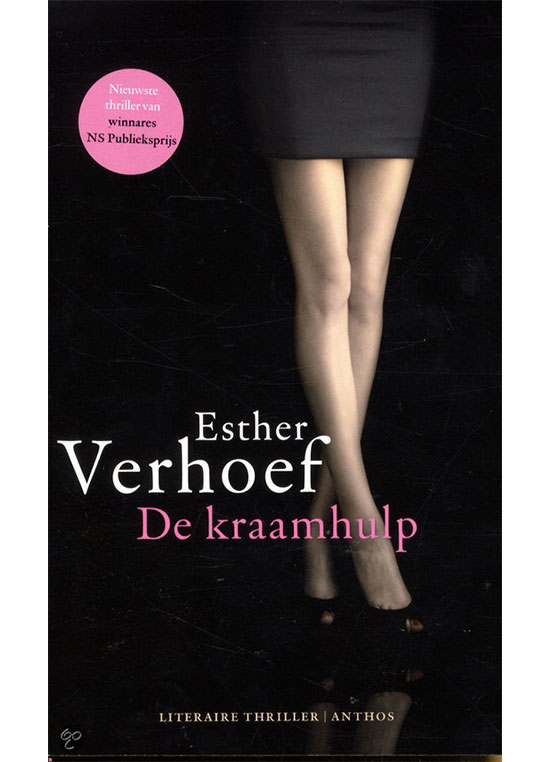 Nieuwste
thriller van
winnares
NS Publieksprijs
Esther
Verhoef
De kraamhulp
LITERAIRE THRILLER | ANTHOS